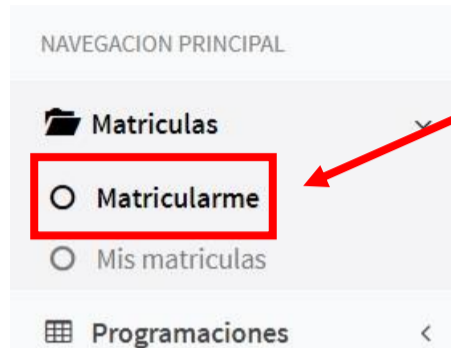 NAVEGACION PRINCIPAL
Matriculas
Matricularme
Mis matriculas
Programaciones